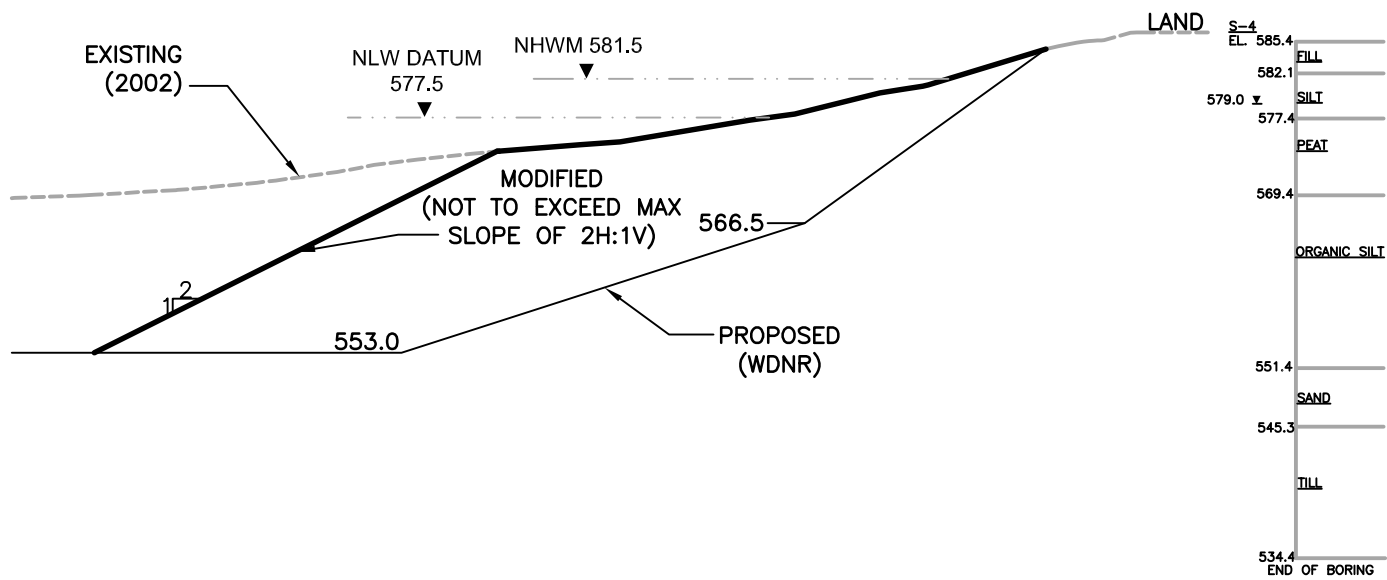 LAND
S-4
EL. 585.4
EXISTING
(2002)
NLW DATUM
577.5
NHWM 581.5
FILL
582.1
579.0
SILT
577.4
PEAT
569.4
MODIFIED
(NOT TO EXCEED MAX
SLOPE OF 2H:1V)
566.5
ORGANIC SILT
2
1
553.0
PROPOSED
(WDNR)
551.4
SAND
545.3
TILL
534.4
END OF BORING